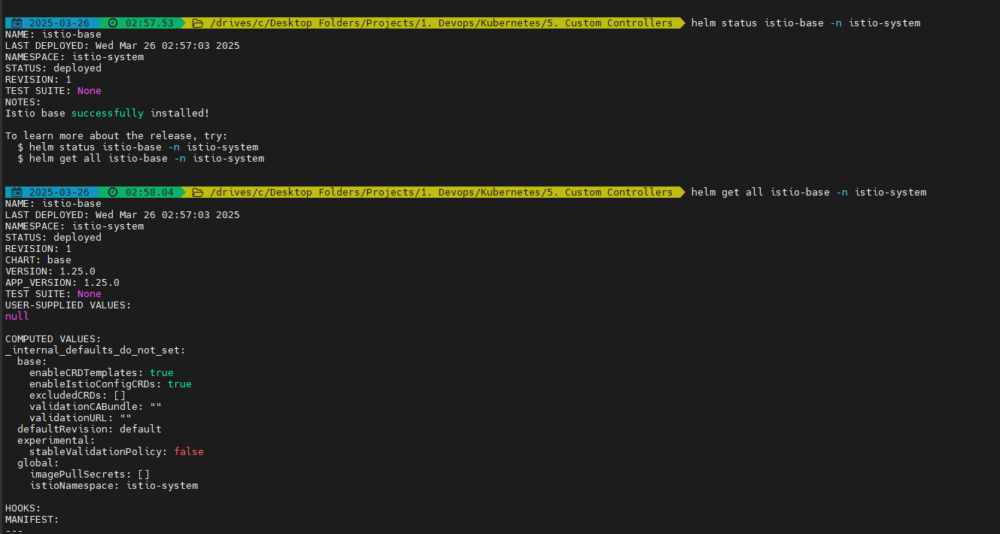 2025-03-26 02:57.53 /drives/c/Desktop Folders/Projects/1. Devops/Kubernetes/5. Custom Controllers helm status istio-base -n istio-system
NAME: istio-base
LAST DEPLOYED: Wed Mar 26 02:57:03 2025
NAMESPACE: istio-system
STATUS: deployed
REVISION: 1
TEST SUITE: None
NOTES:
Istio base successfully installed!
To learn more about the release, try:
$ helm status istio-base -n istio-system
$ helm get all istio-base -n istio-system
2025-03-26 02:58.04 /drives/c/Desktop Folders/Projects/1. Devops/Kubernetes/5. Custom Controllers helm get all istio-base -n istio-system
NAME: istio-base
LAST DEPLOYED: Wed Mar 26 02:57:03 2025
NAMESPACE: istio-system
STATUS: deployed
REVISION: 1
CHART: base
VERSION: 1.25.0
APP_VERSION: 1.25.0
TEST SUITE: None
USER-SUPPLIED VALUES:
null
COMPUTED VALUES:
_internal_defaults_do_not_set:
base:
enableCRDTemplates: true
enableIstioConfigCRDs: true
excludedCRDs: []
validationCABundle: ""
validationURL: ""
defaultRevision: default
experimental:
stableValidationPolicy: false
global:
imagePullSecrets: []
istioNamespace: istio-system
HOOKS:
MANIFEST:
---